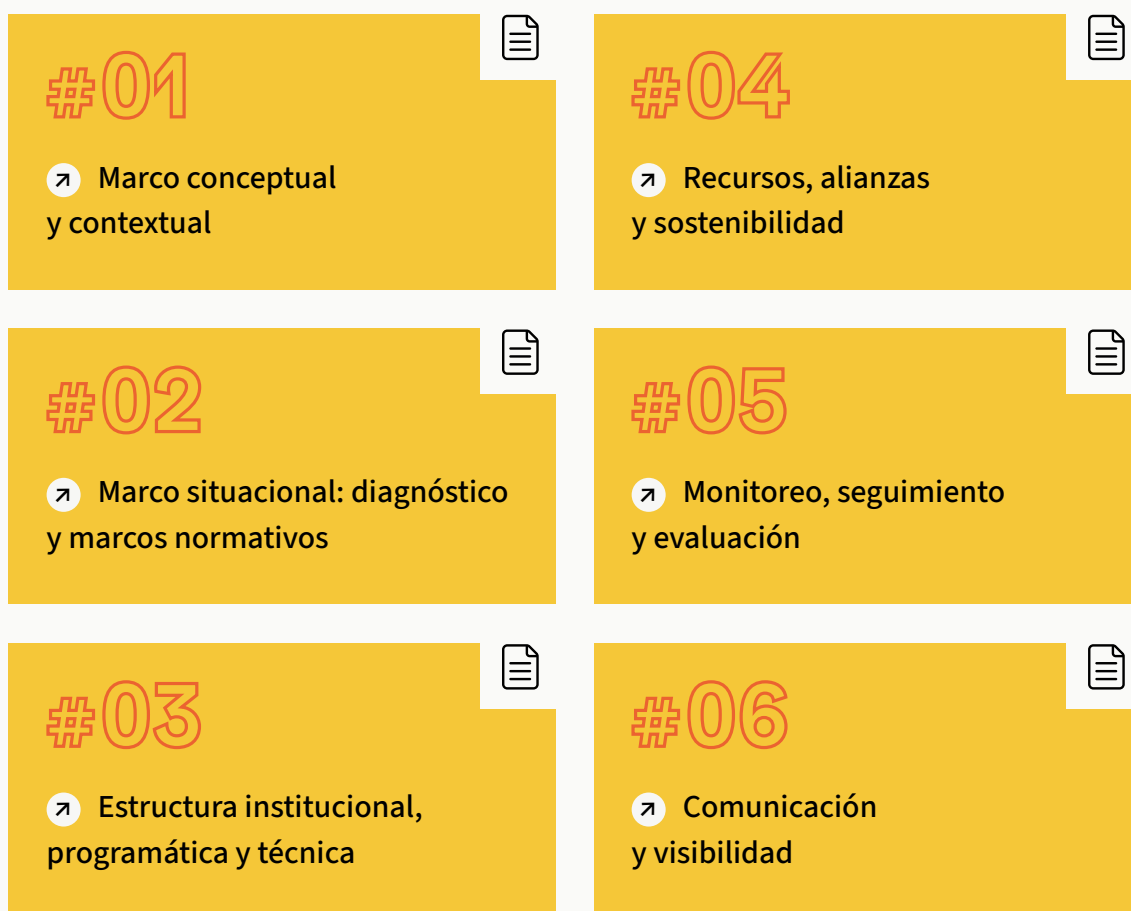 #01
Marco conceptual
y contextual
#02
Marco situacional: diagnóstico
y marcos normativos
#03
Estructura institucional,
programática y técnica
#04
Recursos, alianzas
y sostenibilidad
#05
Monitoreo, seguimiento
y evaluación
#06
Comunicación
y visibilidad